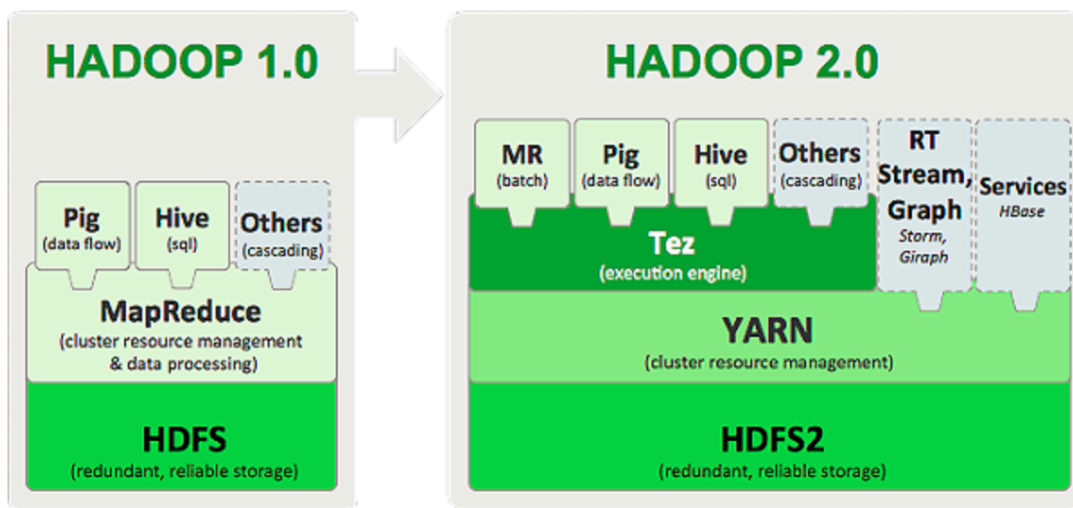 HADOOP 1.0
Pig
(data flow)
Hive
(sql)
Others
(cascading)
MapReduce
(cluster resource management
& data processing)
HDFS
(redundant, reliable storage)
HADOOP 2.0
MR
(batch)
Pig
(data flow)
Hive
(sql)
Others
(cascading)
RT
Stream,
Graph
Storm,
Giraph
Services
HBase
Tez
(execution engine)
YARN
(cluster resource management)
HDFS2
(redundant, reliable storage)